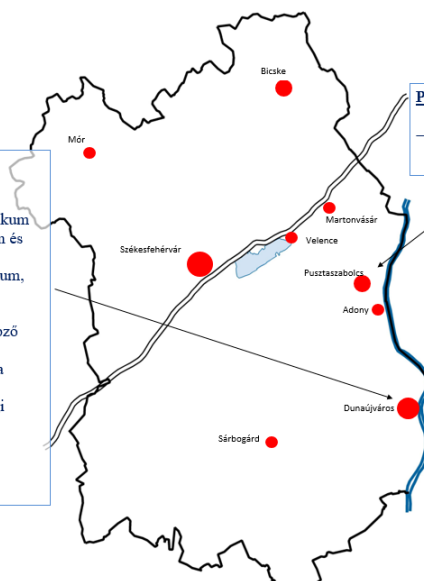 Bicske
P
Mór
kum
és
Martonvásár
Velence
Székesfehérvár
um,
Pusztaszabolcs
Adony
ző
a
i
Dunaújváros
Sárbogárd